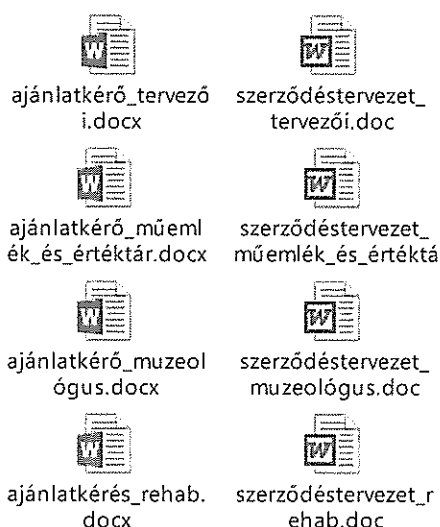 ajánlatkérő_tervező
i.docx
szerződéstervezet_
tervezői.doc
ajánlatkérő_műeml
ék_és_értéktár.docx
szerződéstervezet_
műemlék_és_értéktá
ajánlatkérő_muzeol
ógus.docx
szerződéstervezet_
muzeológus.doc
ajánlatkérés_rehab.
docx
szerződéstervezet_r
ehab.doc